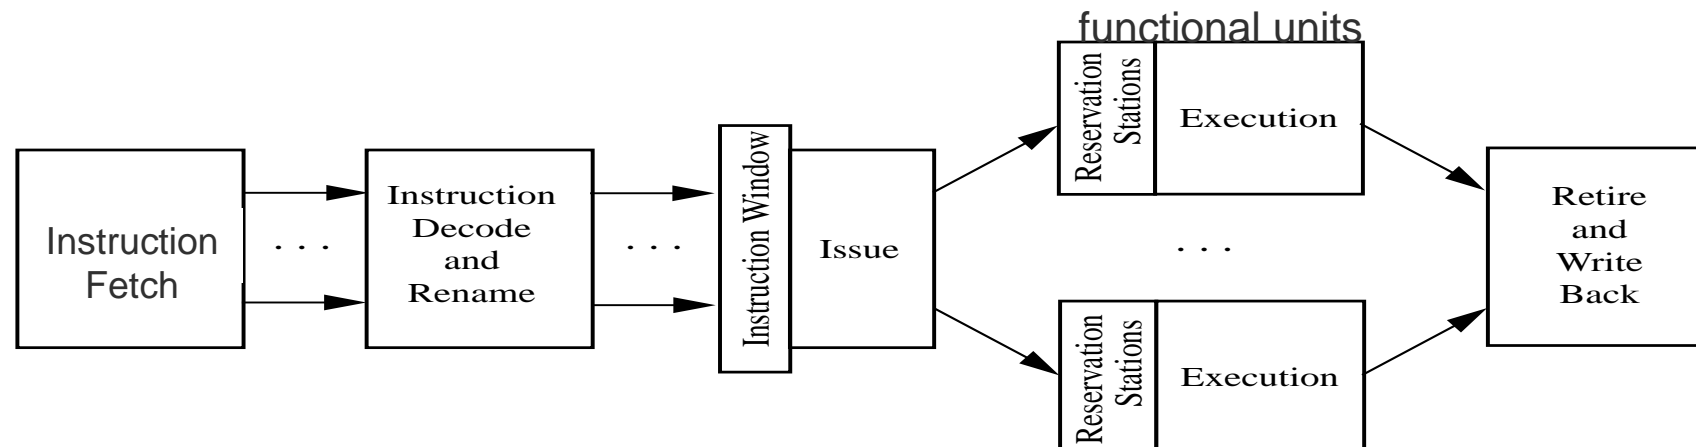 functional units
Instruction
Fetch
. . .
Instruction
Decode
and
Rename
. . .
Instruction Window
Issue
Reservation
Stations
Execution
. . .
Reservation
Stations
Execution
Retire
and
Write
Back